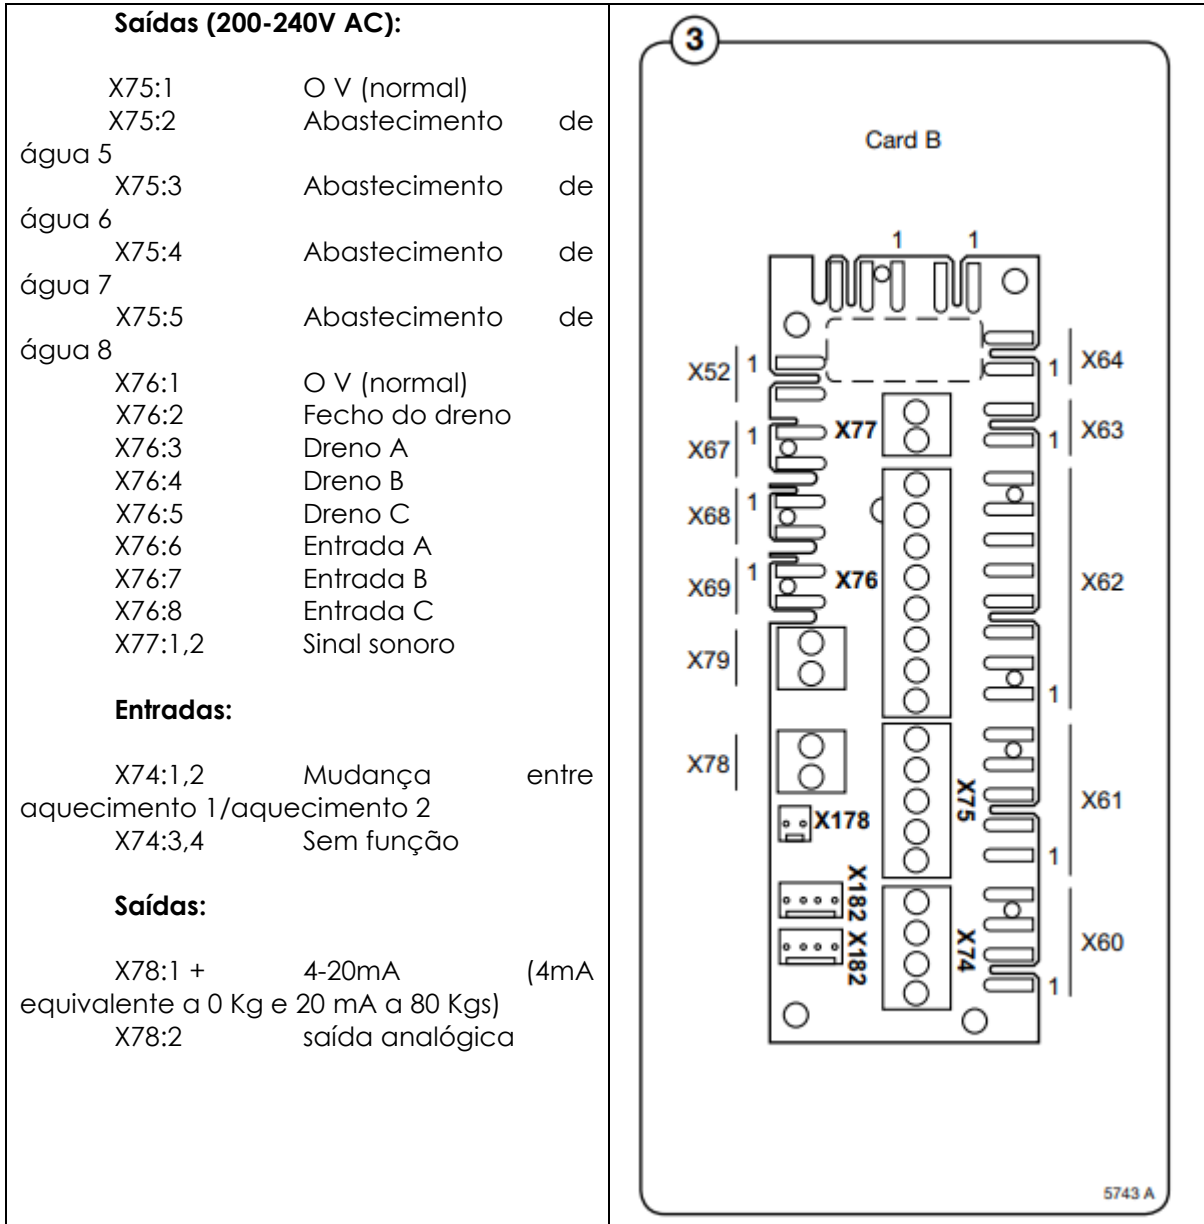 Saídas (200-240V AC):
X75:1 O V (normal)
X75:2 Abastecimento de
água 5
X75:3 Abastecimento de
água 6
X75:4 Abastecimento de
água 7
X75:5 Abastecimento de
água 8
X76:1 O V (normal)
X76:2 Fecho do dreno
X76:3 Dreno A
X76:4 Dreno B
X76:5 Dreno C
X76:6 Entrada A
X76:7 Entrada B
X76:8 Entrada C
X77:1,2 Sinal sonoro
Entradas:
X74:1,2 Mudança entre
aquecimento 1/aquecimento 2
X74:3,4 Sem função
Saídas:
X78:1 + 4-20mA (4mA
equivalente a 0 Kg e 20 mA a 80 Kgs)
X78:2 saída analógica
3
Card B
1 1
X52 1
1 X64
X77
1 X63
X67 1
X68 1
X69 1
X76
X62
1
X79
X78
X75
X61
1
X178
X182
X182
X74
X60
1
5743 A